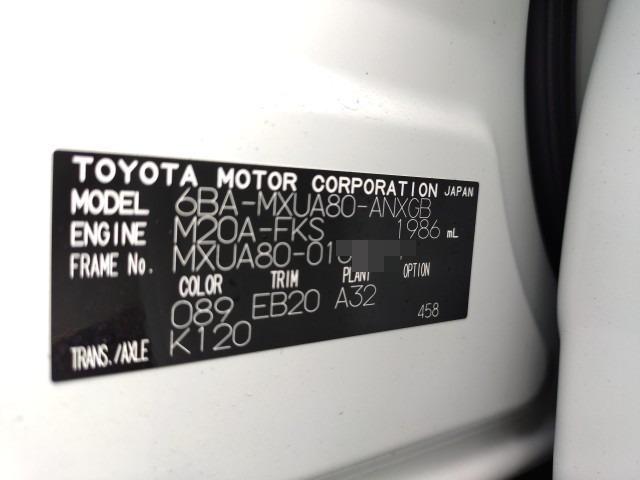 TOYOTA MOTOR CORPORATION JAPAN
MODEL 6BA-MXUA80-ANXGB
ENGINE M20A-FKS 1986 mL
FRAME No. MXUA80-01
COLOR TRIM PLANT OPTION
089 EB20 A32 458
TRANS./AXLE K120